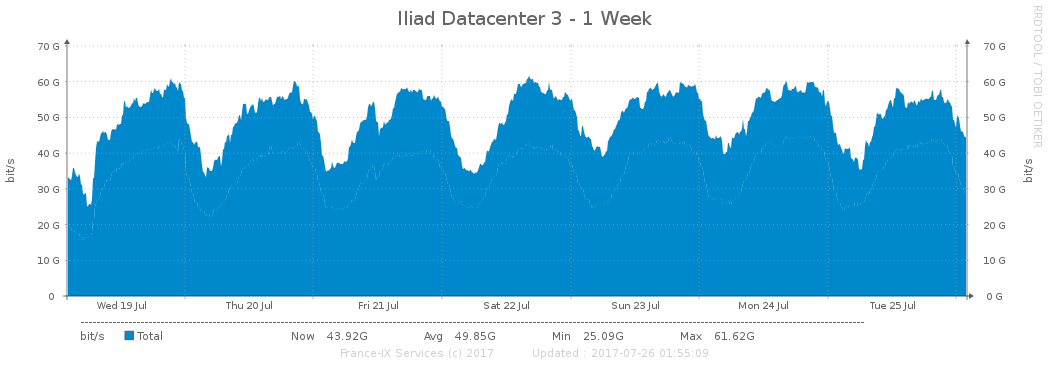 Iliad Datacenter 3 - 1 Week
RRDTOOL / TOBI OETIKER
70 G 70 G
60 G 60 G
50 G 50 G
40 G 40 G
30 G 30 G
20 G 20 G
10 G 10 G
0 0 G
bit/s bit/s
Wed 19 Jul Thu 20 Jul Fri 21 Jul Sat 22 Jul Sun 23 Jul Mon 24 Jul Tue 25 Jul
bit/s Total Now 43.92G Avg 49.85G Min 25.09G Max 61.62G
France-IX Services (c) 2017 Updated : 2017-07-26 01:55:09